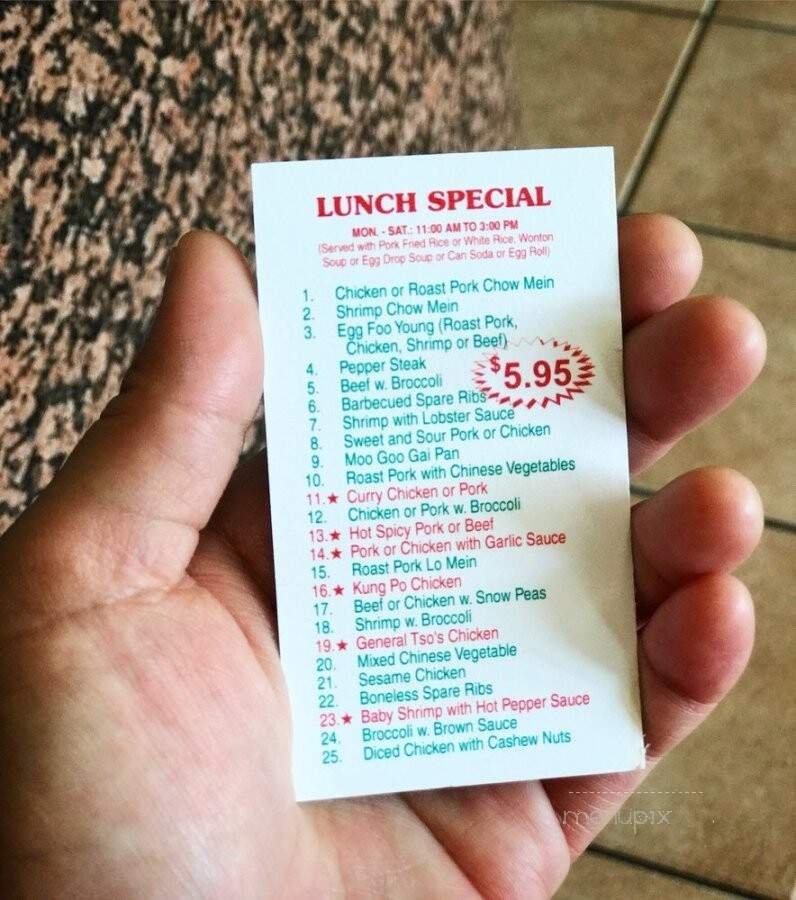 LUNCH SPECIAL
MON. - SAT.: 11:00 AM TO 3:00 PM
(Served with Pork Fried Rice or White Rice, Wonton
Soup or Egg Drop Soup or Can Soda or Egg Roll)
1. Chicken or Roast Pork Chow Mein
2. Shrimp Chow Mein
3. Egg Foo Young (Roast Pork,
Chicken, Shrimp or Beef)
4. Pepper Steak
$5.95
5. Beef w. Broccoli
6. Barbecued Spare Ribs
7. Shrimp with Lobster Sauce
8. Sweet and Sour Pork or Chicken
9. Moo Goo Gai Pan
10. Roast Pork with Chinese Vegetables
11.★ Curry Chicken or Pork
12. Chicken or Pork w. Broccoli
13.★ Hot Spicy Pork or Beef
14.★ Pork or Chicken with Garlic Sauce
15. Roast Pork Lo Mein
16.★ Kung Po Chicken
17. Beef or Chicken w. Snow Peas
18. Shrimp w. Broccoli
19.★ General Tso's Chicken
20. Mixed Chinese Vegetable
21. Sesame Chicken
22. Boneless Spare Ribs
23.★ Baby Shrimp with Hot Pepper Sauce
24. Broccoli w. Brown Sauce
25. Diced Chicken with Cashew Nuts
menupix